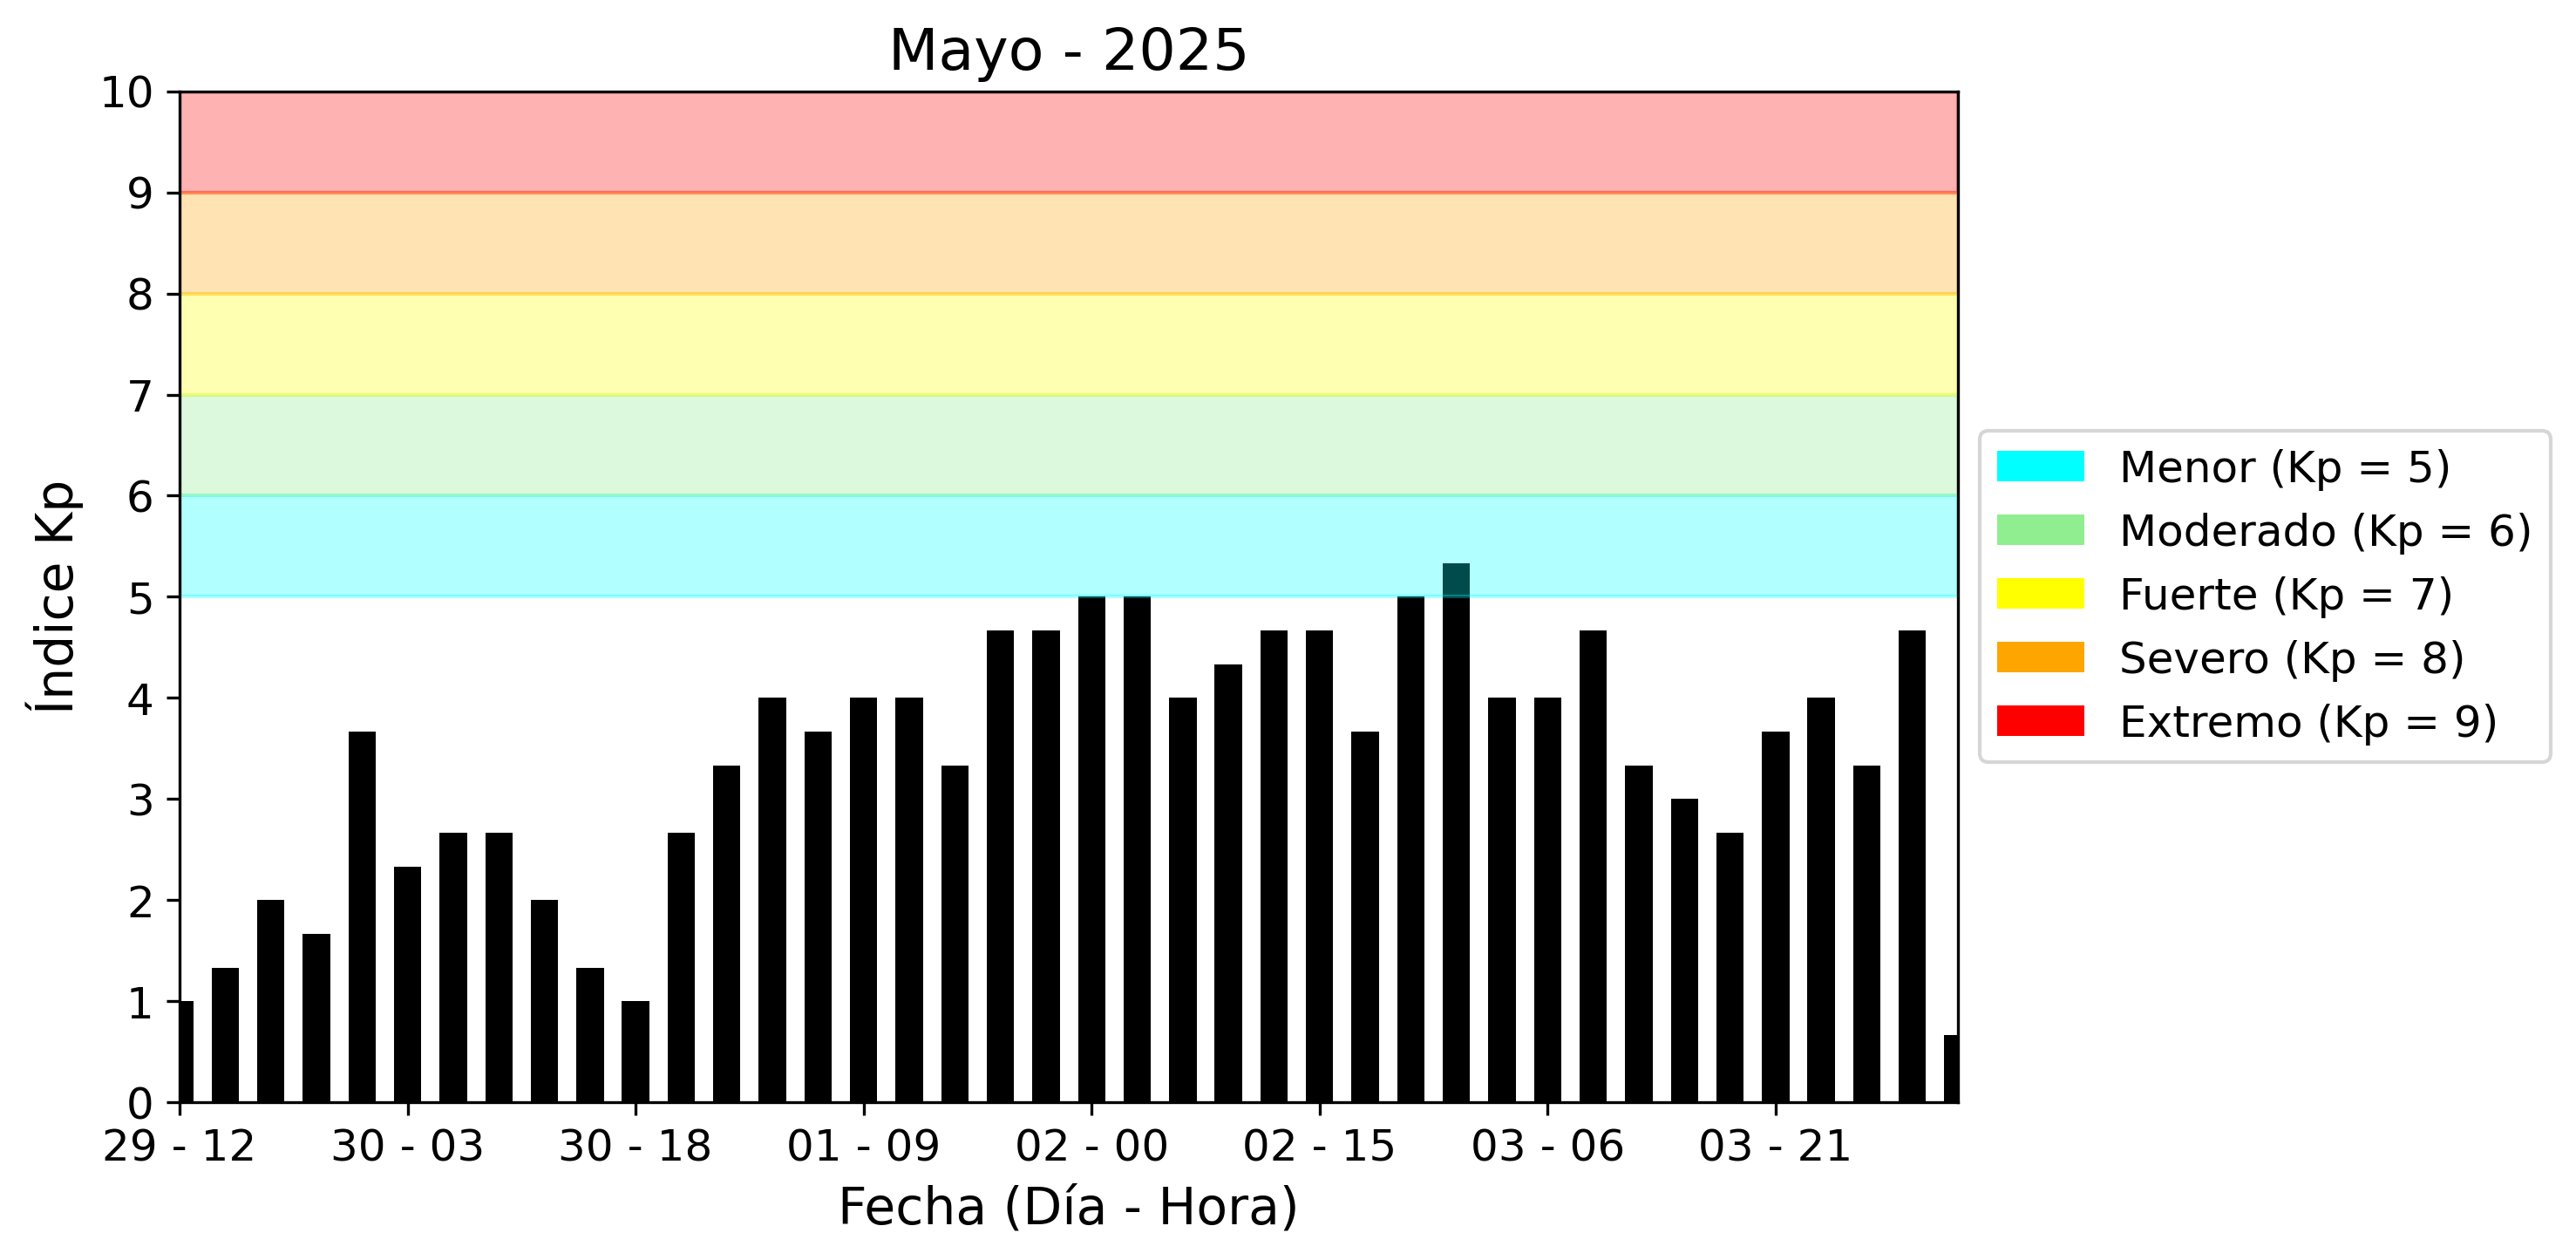 Mayo - 2025
10
9
8
7
6
5
4
3
2
1
0
Índice Kp
29 - 12 30 - 03 30 - 18 01 - 09 02 - 00 02 - 15 03 - 06 03 - 21
Fecha (Día - Hora)
Menor (Kp = 5)
Moderado (Kp = 6)
Fuerte (Kp = 7)
Severo (Kp = 8)
Extremo (Kp = 9)